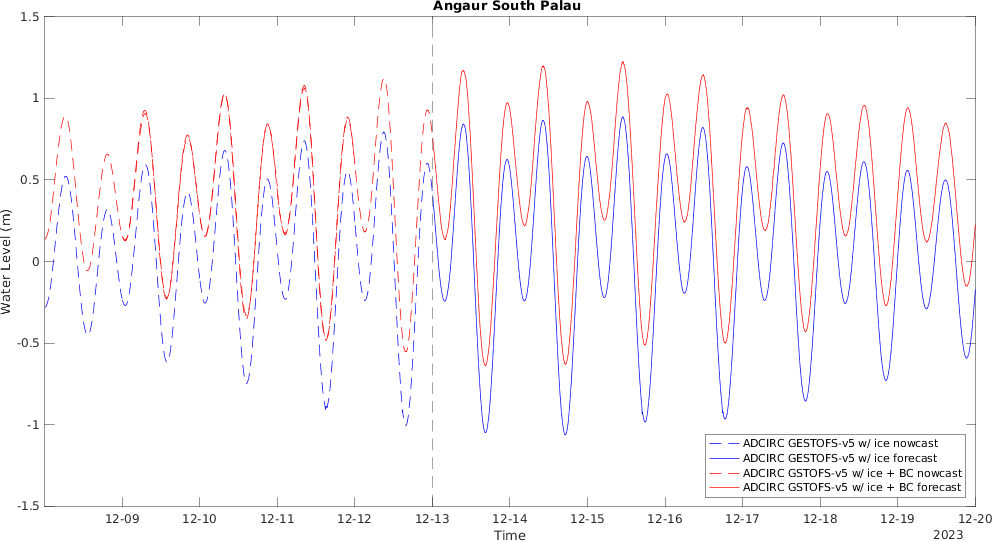 Angaur South Palau
1.5
1
0.5
0
-0.5
-1
-1.5
Water Level (m)
ADCIRC GESTOFS-v5 w/ ice nowcast
ADCIRC GESTOFS-v5 w/ ice forecast
ADCIRC GSTOFS-v5 w/ ice + BC nowcast
ADCIRC GSTOFS-v5 w/ ice + BC forecast
12-09 12-10 12-11 12-12 12-13 12-14 12-15 12-16 12-17 12-18 12-19 12-20
Time
2023